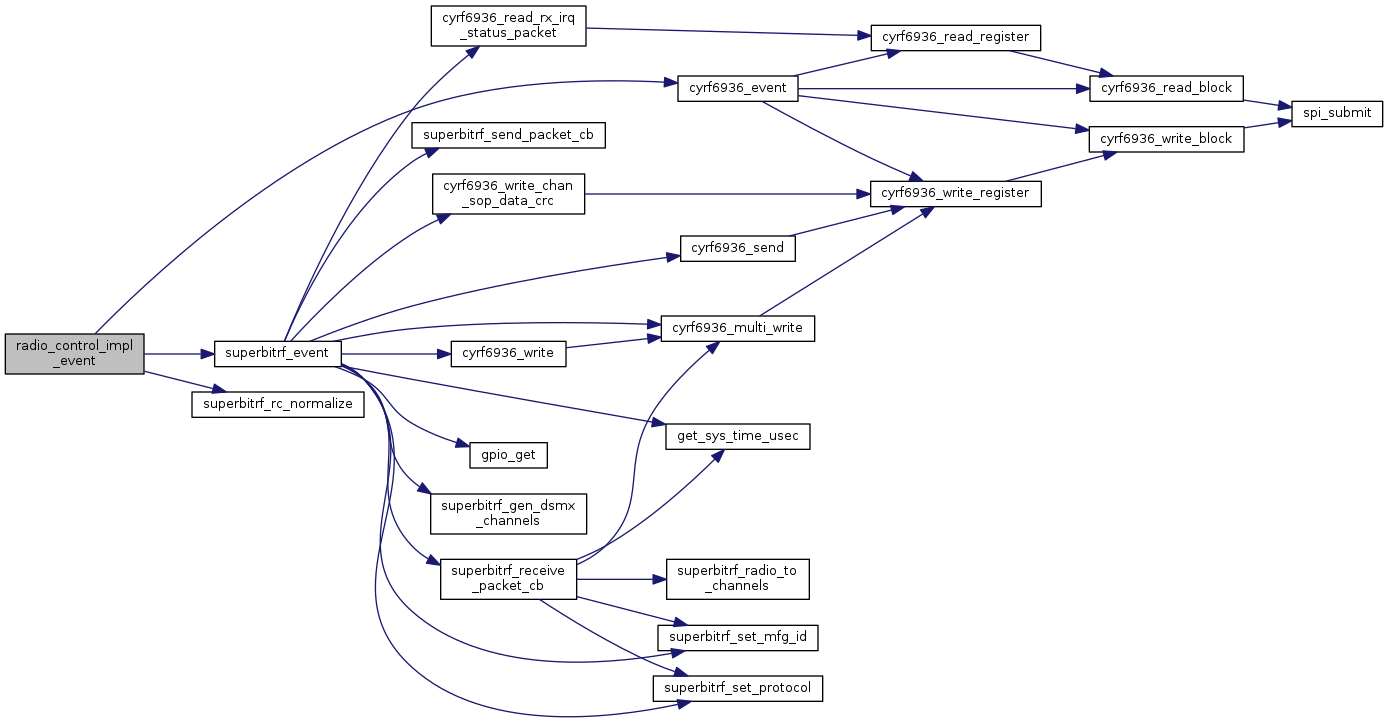 cyrf6936_read_rx_irq
_status_packet
cyrf6936_read_register
cyrf6936_event
cyrf6936_read_block
spi_submit
superbitrf_send_packet_cb
cyrf6936_write_block
cyrf6936_write_chan
_sop_data_crc
cyrf6936_write_register
cyrf6936_send
cyrf6936_multi_write
radio_control_impl
_event
superbitrf_event
cyrf6936_write
superbitrf_rc_normalize
get_sys_time_usec
gpio_get
superbitrf_gen_dsmx
_channels
superbitrf_receive
_packet_cb
superbitrf_radio_to
_channels
superbitrf_set_mfg_id
superbitrf_set_protocol